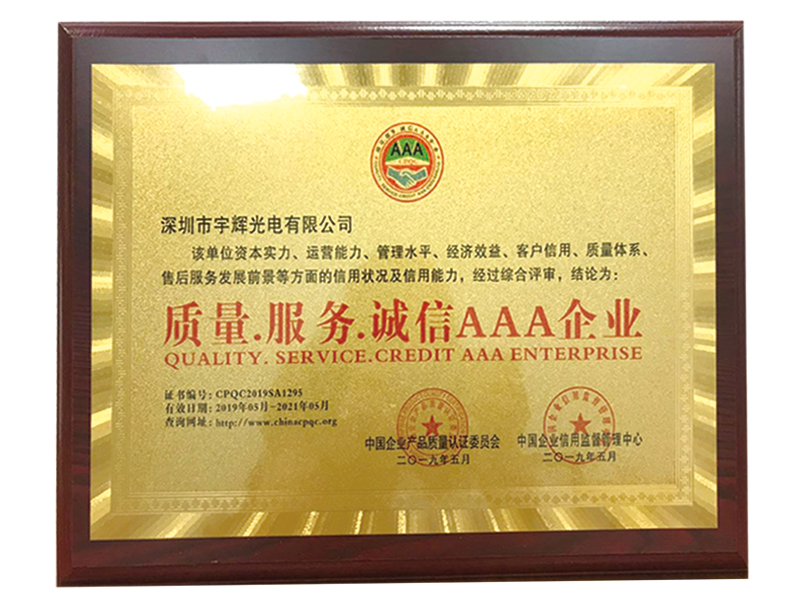 AAA
CPQC
深圳市宇辉光电有限公司
该单位资本实力、运营能力、管理水平、经济效益、客户信用、质量体系、
售后服务发展前景等方面的信用状况及信用能力，经过综合评审，结论为：
质量.服务.诚信AAA企业
QUALITY. SERVICE.CREDIT AAA ENTERPRISE
证书编号：CPQC2019SA1295
有效日期：2019年05月-2021年05月
查询网址：http://www.chinacpqc.org
中国企业产品质量认证委员会
二〇一九年五月
中国企业信用监督管理中心
二〇一九年五月